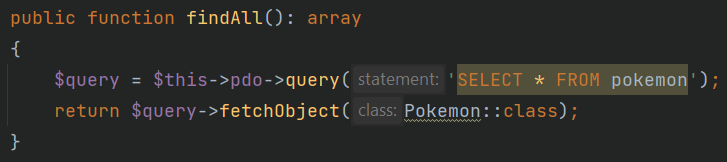 public function findAll(): array
{
$query = $this->pdo->query( statement: 'SELECT * FROM pokemon');
return $query->fetchObject( class: Pokemon::class);
}